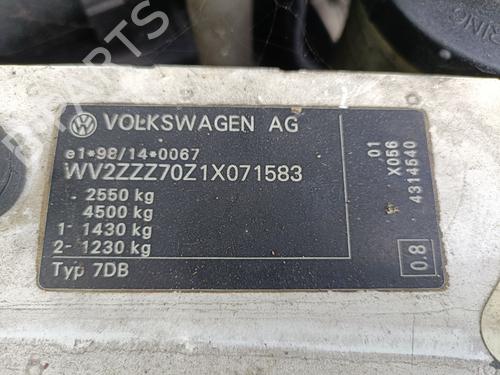 VOLKSWAGEN AG
e1*98/14*0067
WV2ZZZ70Z1X071583
- 2550 kg
- 4500 kg
1- 1430 kg
2- 1230 kg
Typ 7DB
01
X056
4314540
0.8
B-PARTS